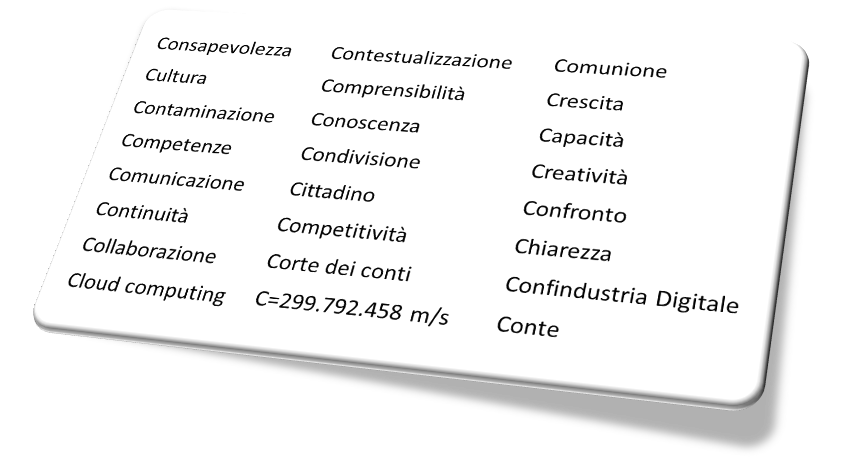 Consapevolezza
Cultura
Contaminazione
Competenze
Comunicazione
Continuità
Collaborazione
Cloud computing
Contestualizzazione
Comprensibilità
Conoscenza
Condivisione
Cittadino
Competitività
Corte dei conti
C=299.792.458 m/s
Comunione
Crescita
Capacità
Creatività
Confronto
Chiarezza
Confindustria Digitale
Conte